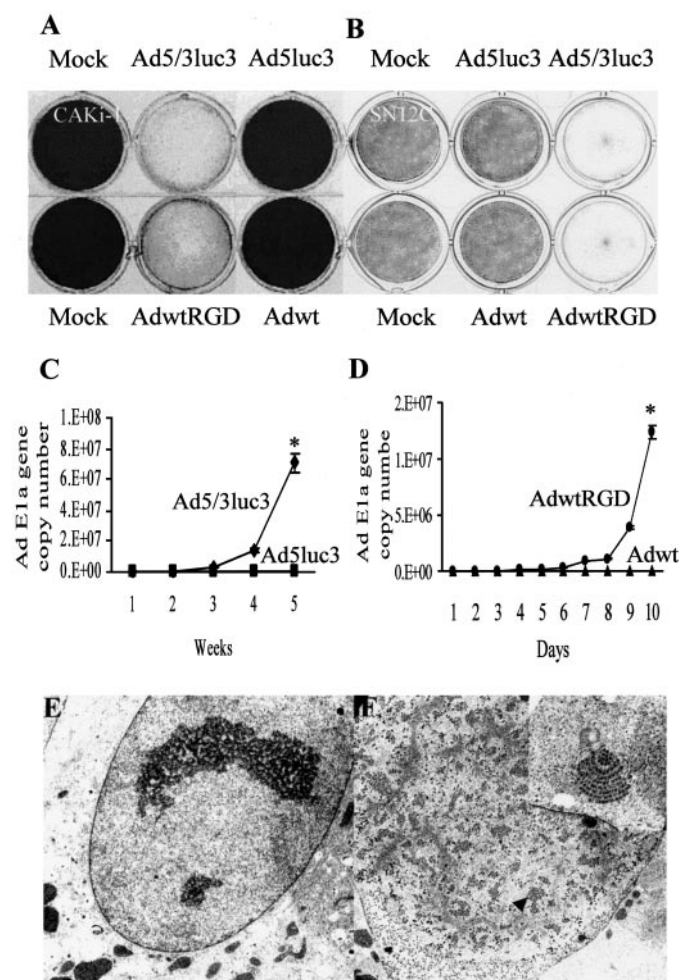 A
B
Mock Ad5/3luc3 Ad5luc3
Mock Ad5luc3 Ad5/3luc3
CAKi-1
SN12C
Mock AdwtRGD Adwt
Mock Adwt AdwtRGD
C
Ad E1a gene
copy number
1.E+08
8.E+07
6.E+07
4.E+07
2.E+07
0.E+00
*
Ad5/3luc3
Ad5luc3
1 2 3 4 5
Weeks
D
Ad E1a gene
copy numbe
2.E+07
1.E+07
5.E+06
0.E+00
*
AdwtRGD
Adwt
1 2 3 4 5 6 7 8 9 10
Days
E
F